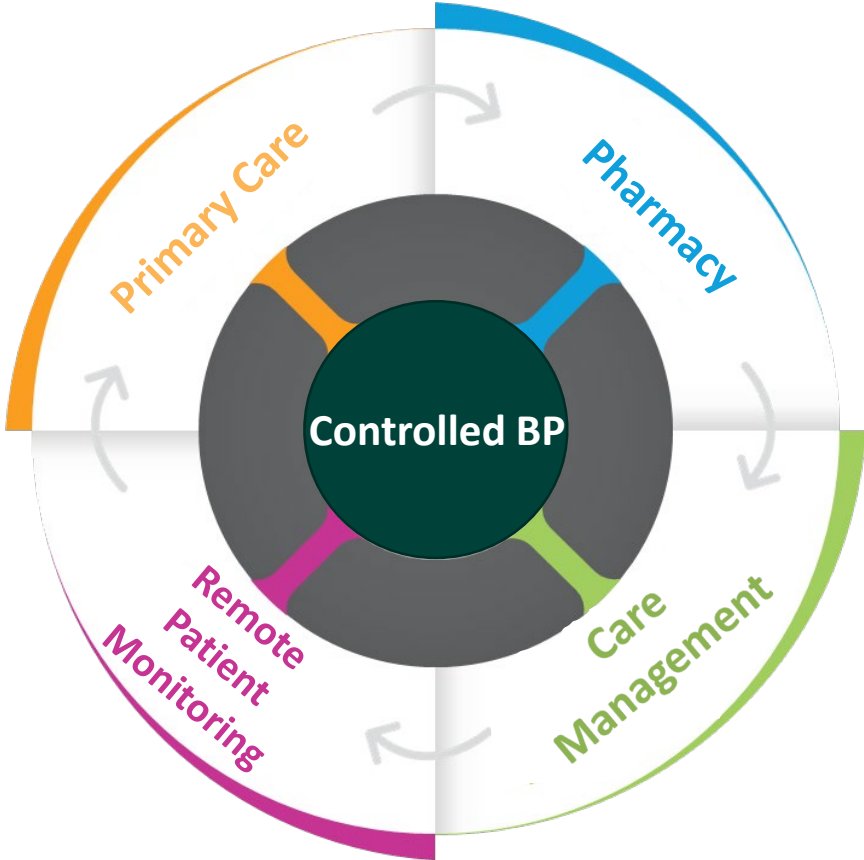 Primary Care
Pharmacy
Controlled BP
Remote
Patient
Monitoring
Care
Management